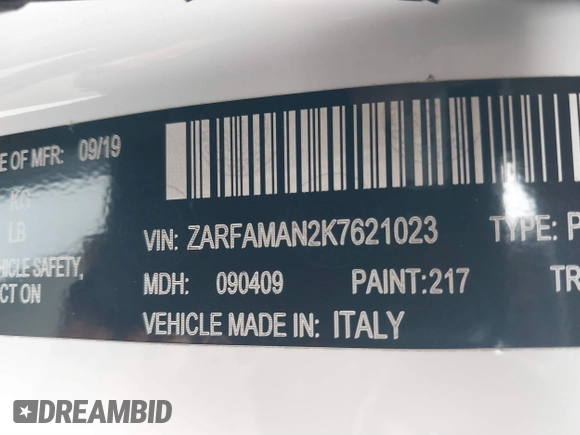 E OF MFR: 09/19
KG
LB
VIN: ZARFAMAN2K7621023 TYPE: P
HICLE SAFETY,
CT ON
MDH: 090409 PAINT:217 TR
VEHICLE MADE IN: ITALY
DREAMBID